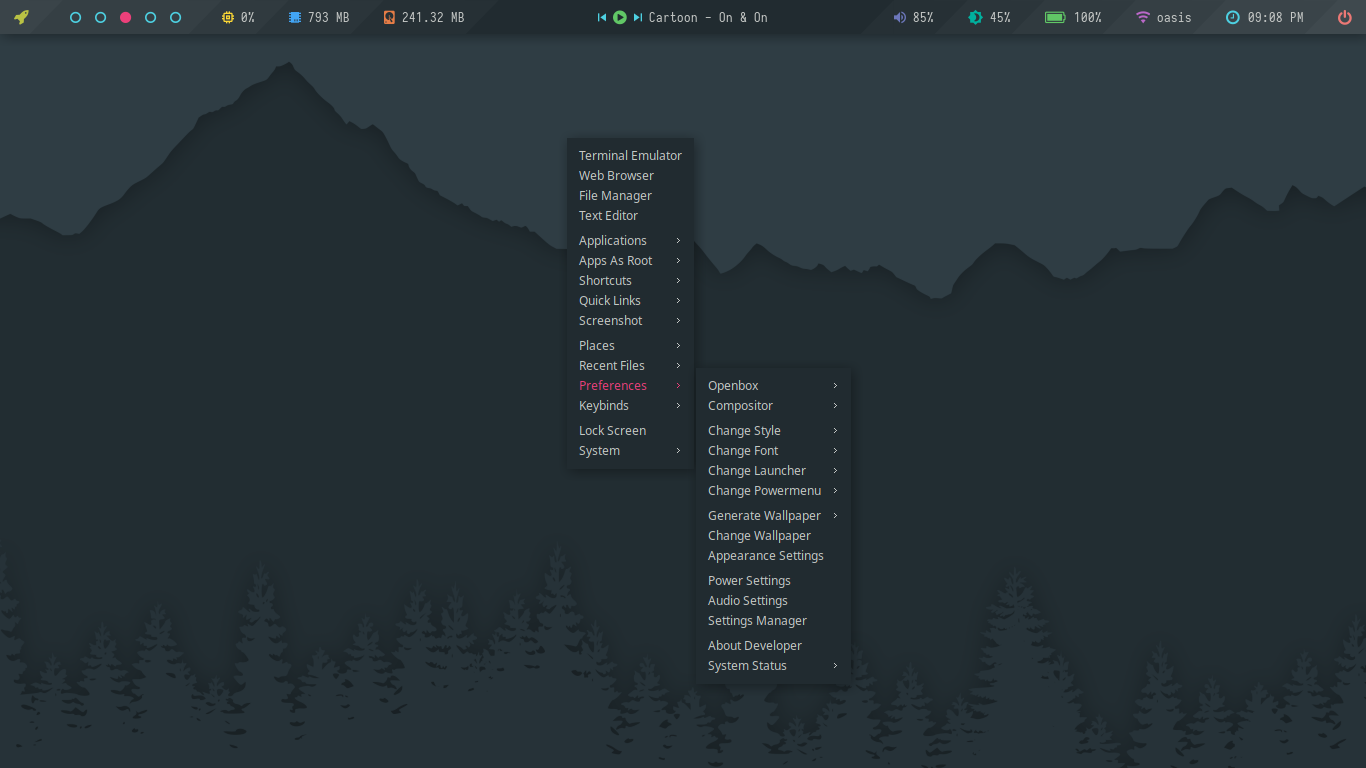 0% 793 MB 241.32 MB Cartoon - On & On 85% 45% 100% oasis 09:08 PM
Terminal Emulator
Web Browser
File Manager
Text Editor
Applications
Apps As Root
Shortcuts
Quick Links
Screenshot
Places
Recent Files
Preferences
Keybinds
Lock Screen
System
Openbox
Compositor
Change Style
Change Font
Change Launcher
Change Powermenu
Generate Wallpaper
Change Wallpaper
Appearance Settings
Power Settings
Audio Settings
Settings Manager
About Developer
System Status